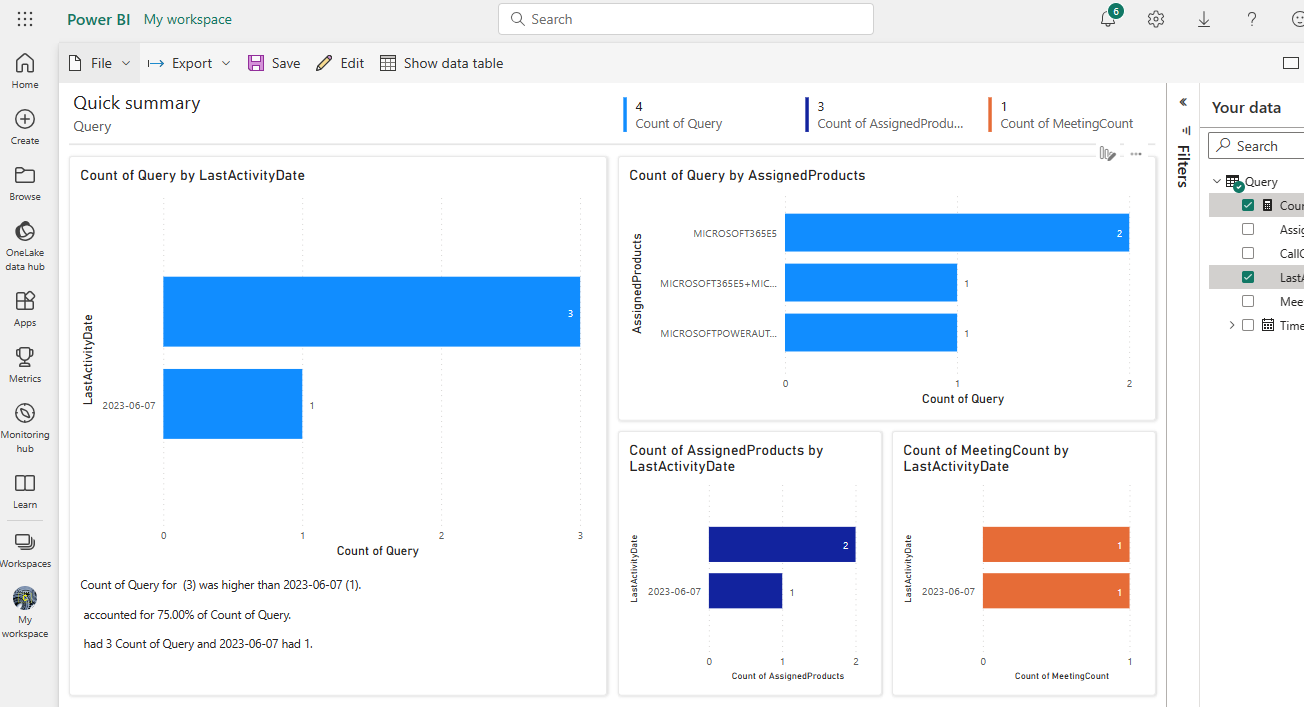 Power BI My workspace Search 6
File Export Save Edit Show data table
Home
Create
Browse
OneLake
data hub
Apps
Metrics
Monitoring
hub
Learn
Workspaces
My
workspace
Quick summary
Query
4
Count of Query
3
Count of AssignedProdu...
1
Count of MeetingCount
Count of Query by LastActivityDate
LastActivityDate
3
2023-06-07 1
0 1 2 3
Count of Query
Count of Query for (3) was higher than 2023-06-07 (1).
accounted for 75.00% of Count of Query.
had 3 Count of Query and 2023-06-07 had 1.
Count of Query by AssignedProducts
AssignedProducts
MICROSOFT365E5 2
MICROSOFT365E5+MIC... 1
MICROSOFTPOWERAUT... 1
0 1 2
Count of Query
Count of AssignedProducts by
LastActivityDate
LastActivityDate
2
2023-06-07 1
0 1 2
Count of AssignedProducts
Count of MeetingCount by
LastActivityDate
LastActivityDate
1
2023-06-07 1
0 1
Count of MeetingCount
Filters
Your data
Search
Query
Cour
Assig
CallC
LastA
Mee
Time